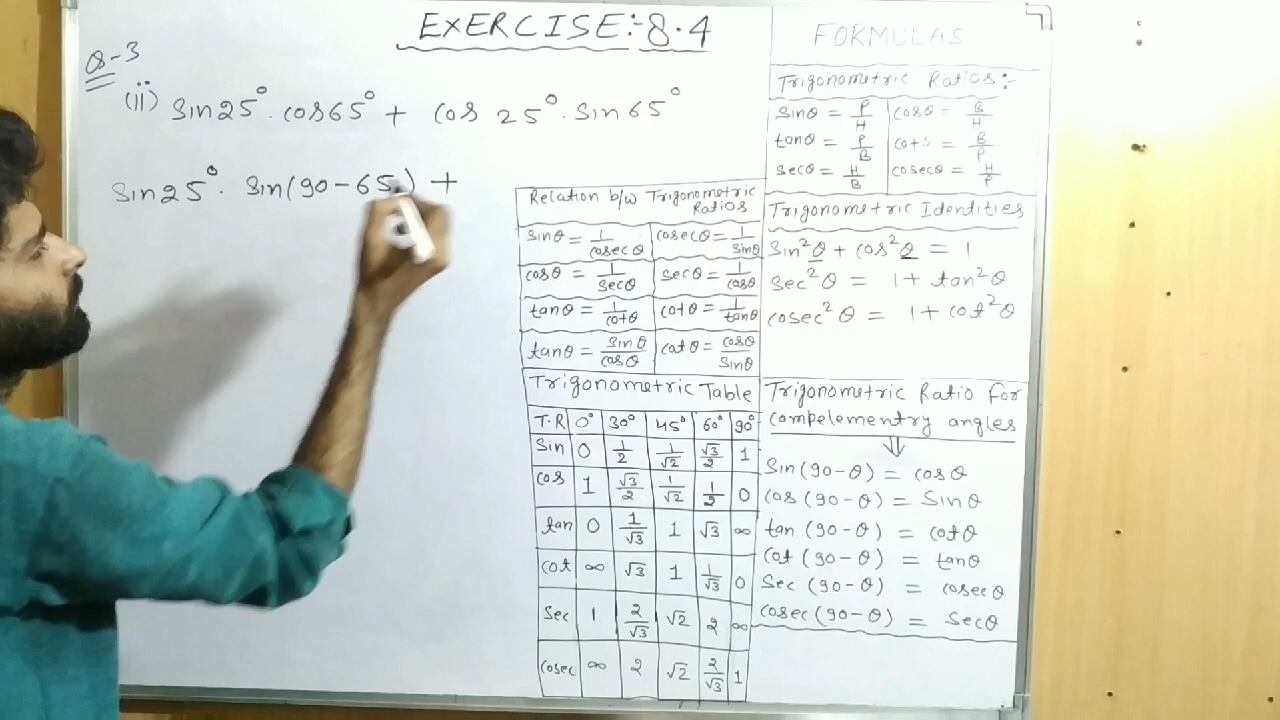 EXERCISE:- 8.4
Q-3
(ii) Sin25°. cos65° + cos 25°. Sin65°
Sin25°. Sin(90-65) +
Relation b/w Trigonometric Ratios
sinθ = 1/cosecθ | cosecθ = 1/sinθ
cosθ = 1/secθ | secθ = 1/cosθ
tanθ = 1/cotθ | cotθ = 1/tanθ
tanθ = sinθ/cosθ | cotθ = cosθ/sinθ
Trigonometric Table
T.R 0° 30° 45° 60° 90°
Sin 0 1/2 1/√2 √3/2 1
cos 1 √3/2 1/√2 1/2 0
tan 0 1/√3 1 √3 ∞
cot ∞ √3 1 1/√3 0
Sec 1 2/√3 √2 2 ∞
cosec ∞ 2 √2 2/√3 1
FORMULAS
Trigonometric Ratios:-
sinθ = P/H | cosθ = B/H
tanθ = P/B | cotθ = B/P
secθ = H/B | cosecθ = H/P
Trigonometric Identities
Sin²θ + cos²θ = 1
sec²θ = 1 + tan²θ
cosec²θ = 1 + cot²θ
Trigonometric Ratio For
compelementry angles
⇓
Sin (90-θ) = cosθ
cos (90-θ) = Sinθ
tan (90-θ) = cotθ
cot (90-θ) = tanθ
Sec (90-θ) = cosecθ
cosec (90-θ) = secθ